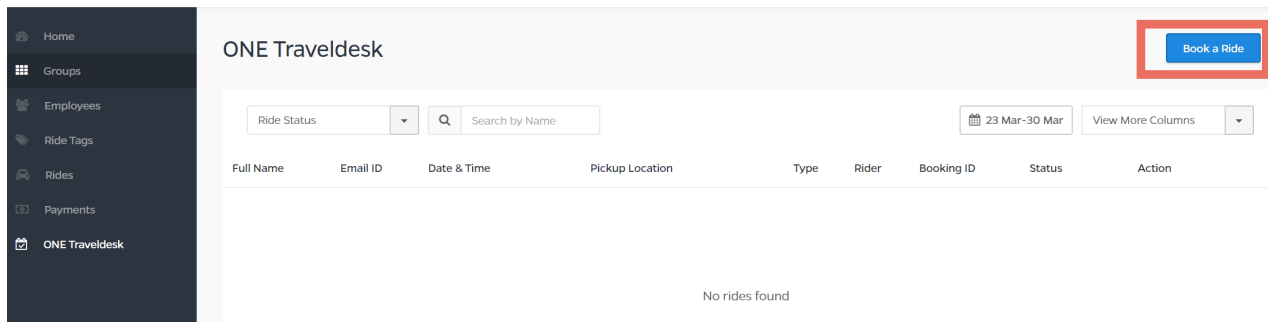 Home
Groups
Employees
Ride Tags
Rides
Payments
ONE Traveldesk
ONE Traveldesk
Book a Ride
Ride Status
Search by Name
23 Mar-30 Mar
View More Columns
Full Name Email ID Date & Time Pickup Location Type Rider Booking ID Status Action
No rides found